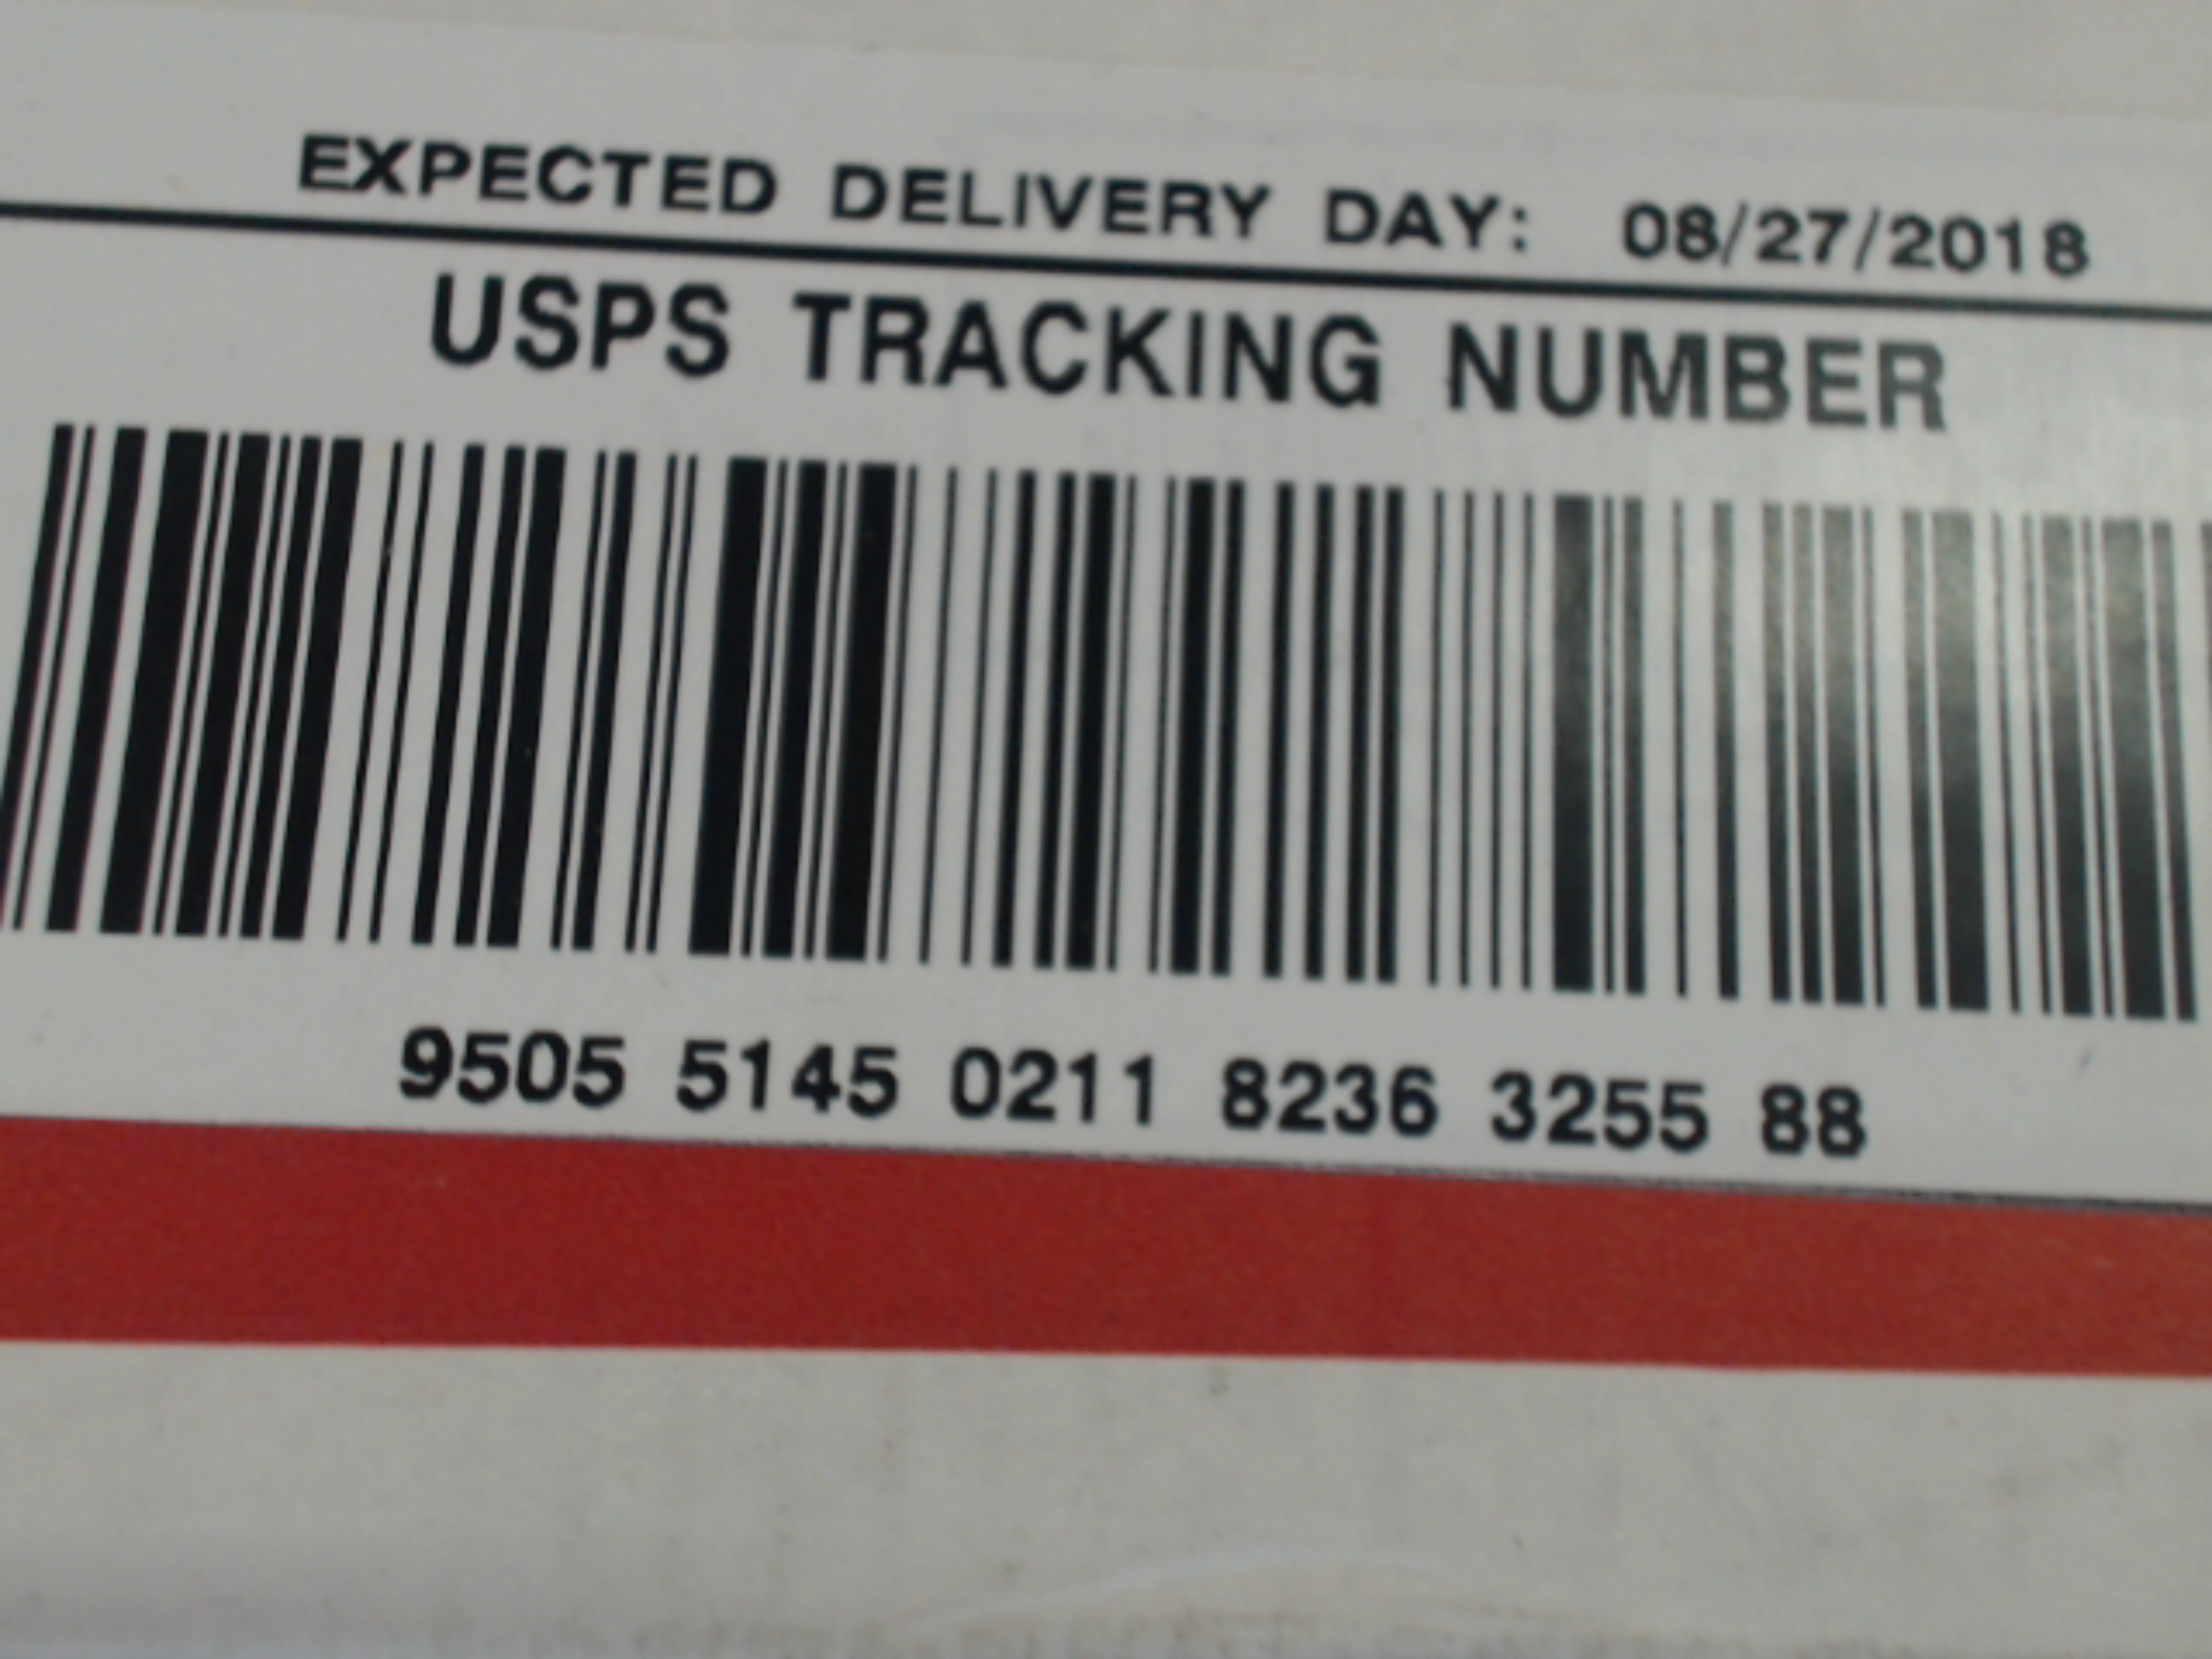 EXPECTED DELIVERY DAY: 08/27/2018
USPS TRACKING NUMBER
9505 5145 0211 8236 3255 88